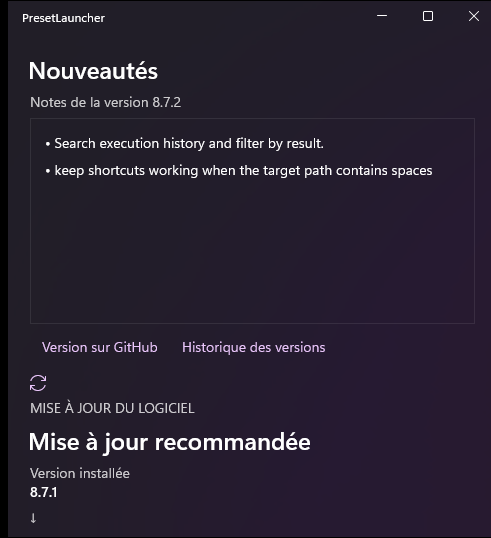 PresetLauncher
Nouveautés
Notes de la version 8.7.2
• Search execution history and filter by result.
• keep shortcuts working when the target path contains spaces
Version sur GitHub
Historique des versions
MISE À JOUR DU LOGICIEL
Mise à jour recommandée
Version installée
8.7.1
↓